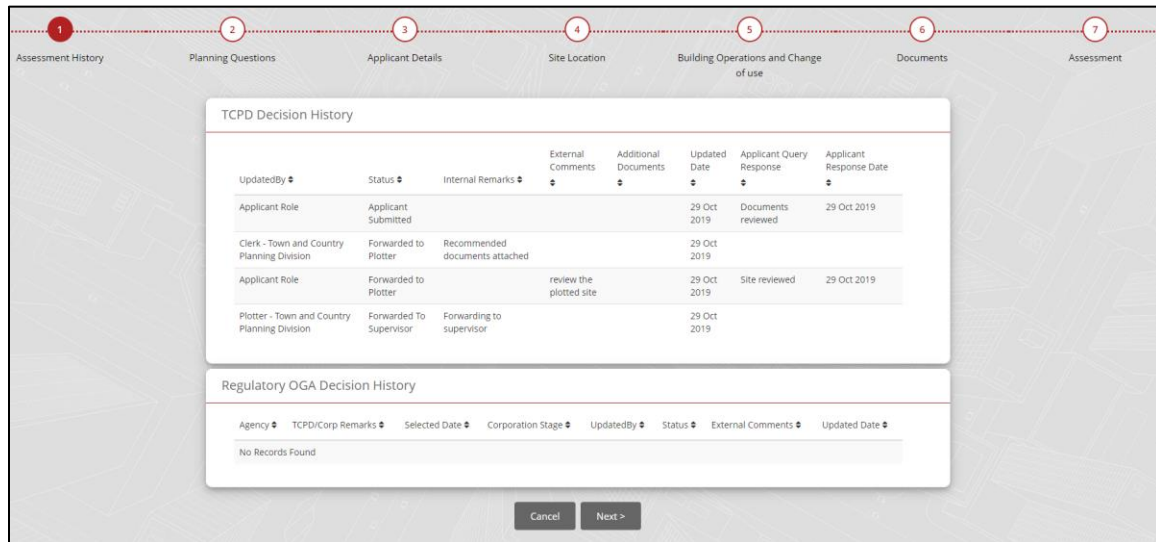 1 2 3 4 5 6 7
Assessment History Planning Questions Applicant Details Site Location Building Operations and Change Documents Assessment
of use
TCPD Decision History
External Additional Updated Applicant Query Applicant
Comments Documents Date Response Response Date
UpdatedBy Status Internal Remarks
Applicant Role Applicant 29 Oct Documents 29 Oct 2019
Submitted 2019 reviewed
Clerk - Town and Country Forwarded to Recommended 29 Oct
Planning Division Plotter documents attached 2019
Applicant Role Forwarded to review the 29 Oct Site reviewed 29 Oct 2019
Plotter plotted site 2019
Plotter - Town and Country Forwarded To Forwarding to 29 Oct
Planning Division Supervisor supervisor 2019
Regulatory OGA Decision History
Agency TCPD/Corp Remarks Selected Date Corporation Stage UpdatedBy Status External Comments Updated Date
No Records Found
Cancel Next >